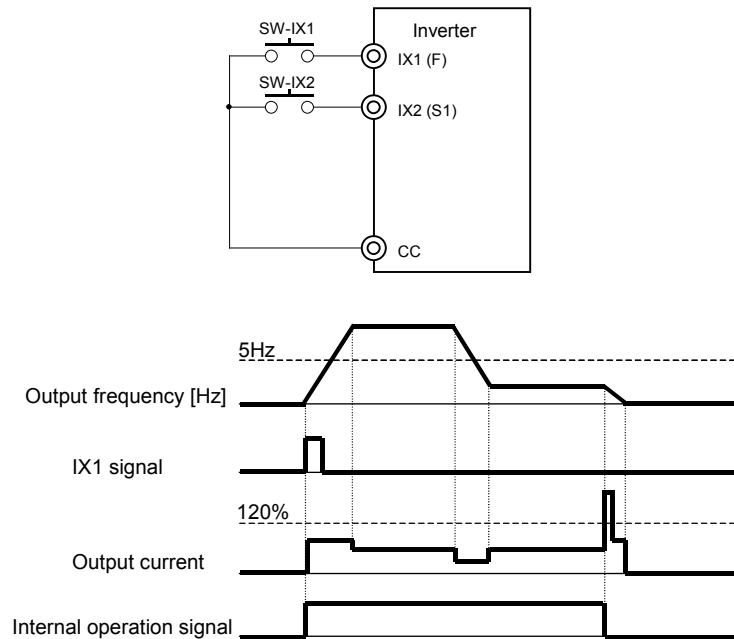 SW-IX1
Inverter
IX1 (F)
SW-IX2
IX2 (S1)
CC
5Hz
Output frequency [Hz]
IX1 signal
120%
Output current
Internal operation signal